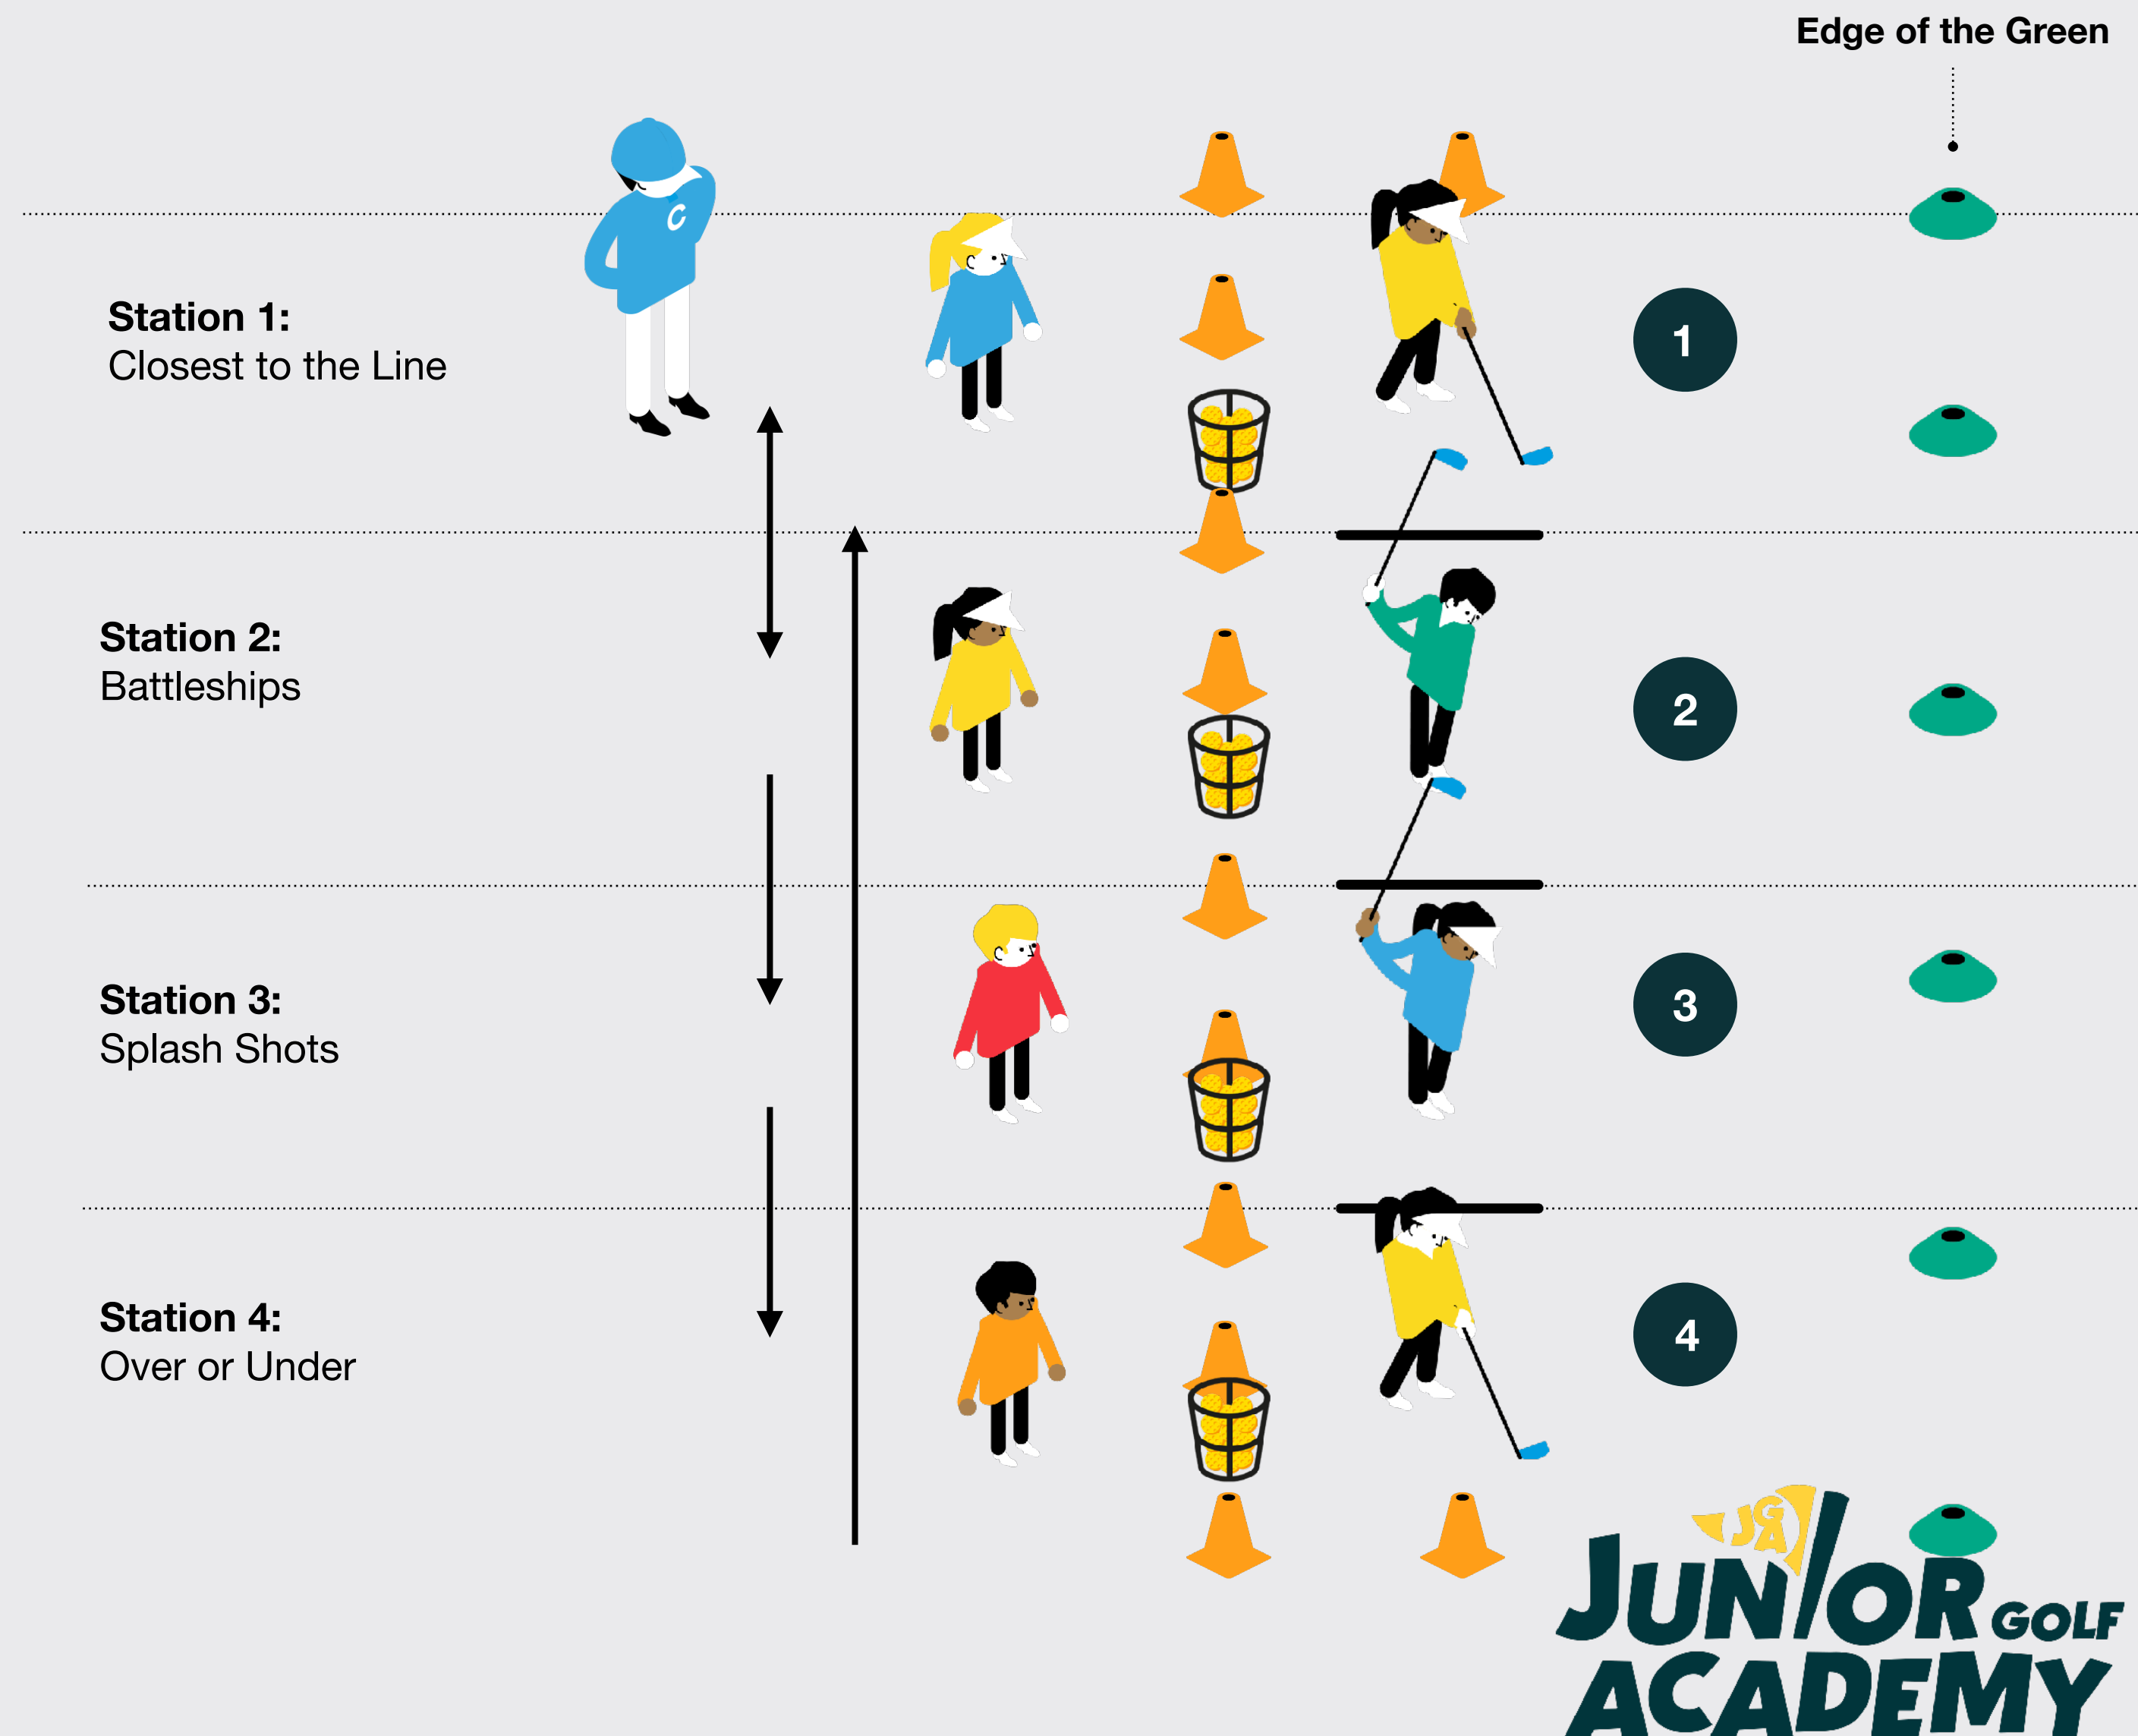 Edge of the Green
C
Station 1:
Closest to the Line
1
Station 2:
Battleships
2
Station 3:
Splash Shots
3
Station 4:
Over or Under
4
JGA
JUNIOR GOLF
ACADEMY